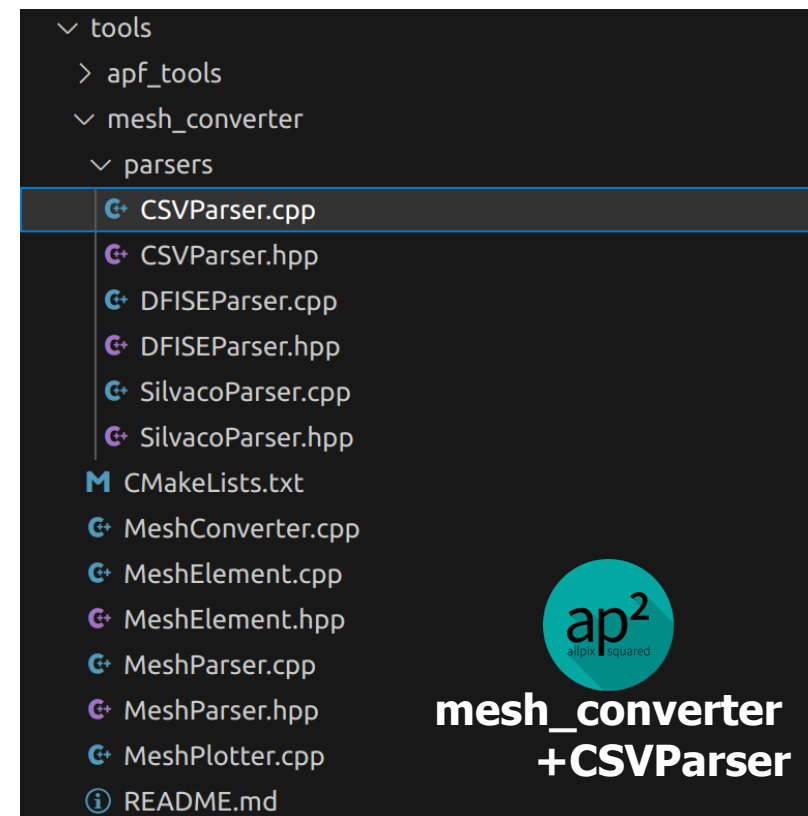 tools
apf_tools
mesh_converter
parsers
CSVParser.cpp
CSVParser.hpp
DFISEParser.cpp
DFISEParser.hpp
SilvacoParser.cpp
SilvacoParser.hpp
CMakeLists.txt
MeshConverter.cpp
MeshElement.cpp
MeshElement.hpp
MeshParser.cpp
MeshParser.hpp
MeshPlotter.cpp
README.md
ap²
allpix squared
mesh_converter
+CSVParser